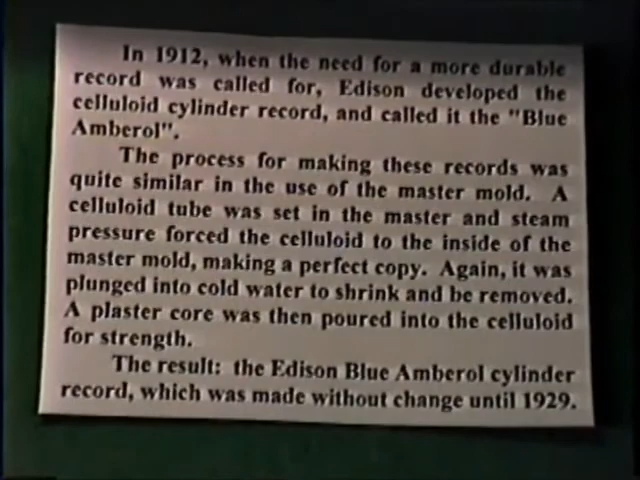 In 1912, when the need for a more durable
record was called for, Edison developed the
celluloid cylinder record, and called it the "Blue
Amberol".
The process for making these records was
quite similar in the use of the master mold. A
celluloid tube was set in the master and steam
pressure forced the celluloid to the inside of the
master mold, making a perfect copy. Again, it was
plunged into cold water to shrink and be removed.
A plaster core was then poured into the celluloid
for strength.
The result: the Edison Blue Amberol cylinder
record, which was made without change until 1929.